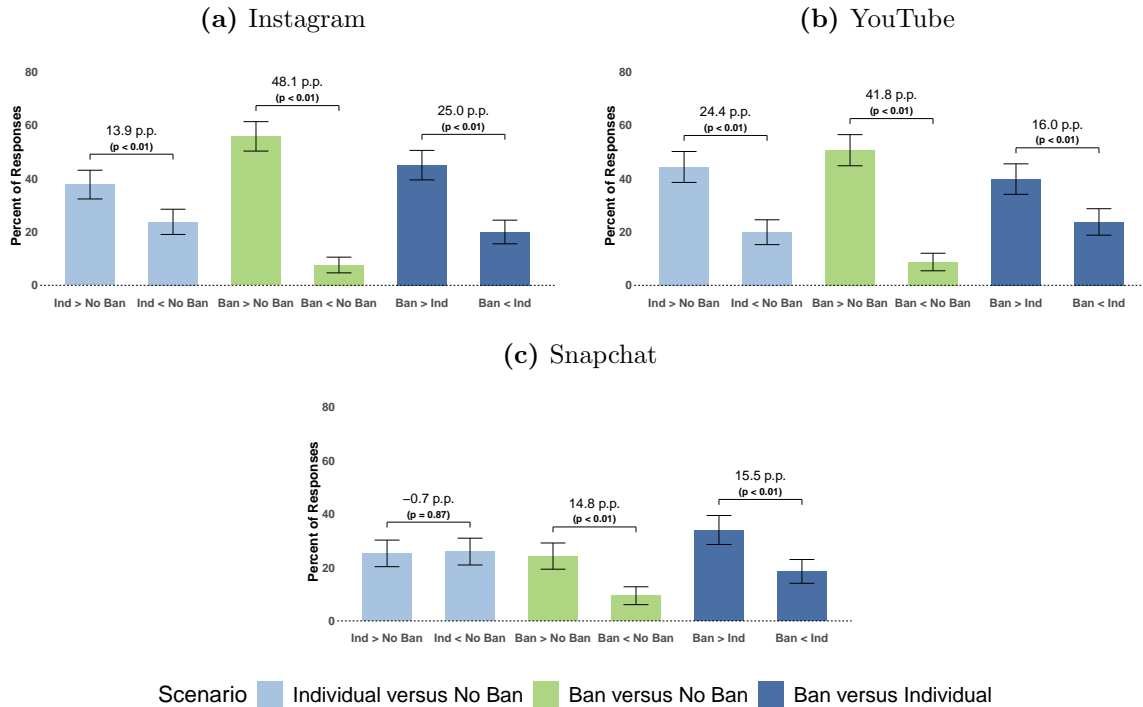 (a) Instagram
Percent of Responses
80
60
40
20
0
13.9 p.p.
(p < 0.01)
48.1 p.p.
(p < 0.01)
25.0 p.p.
(p < 0.01)
Ind > No Ban Ind < No Ban Ban > No Ban Ban < No Ban Ban > Ind Ban < Ind
(b) YouTube
Percent of Responses
80
60
40
20
0
24.4 p.p.
(p < 0.01)
41.8 p.p.
(p < 0.01)
16.0 p.p.
(p < 0.01)
Ind > No Ban Ind < No Ban Ban > No Ban Ban < No Ban Ban > Ind Ban < Ind
(c) Snapchat
Percent of Responses
80
60
40
20
0
−0.7 p.p.
(p = 0.87)
14.8 p.p.
(p < 0.01)
15.5 p.p.
(p < 0.01)
Ind > No Ban Ind < No Ban Ban > No Ban Ban < No Ban Ban > Ind Ban < Ind
Scenario Individual versus No Ban Ban versus No Ban Ban versus Individual